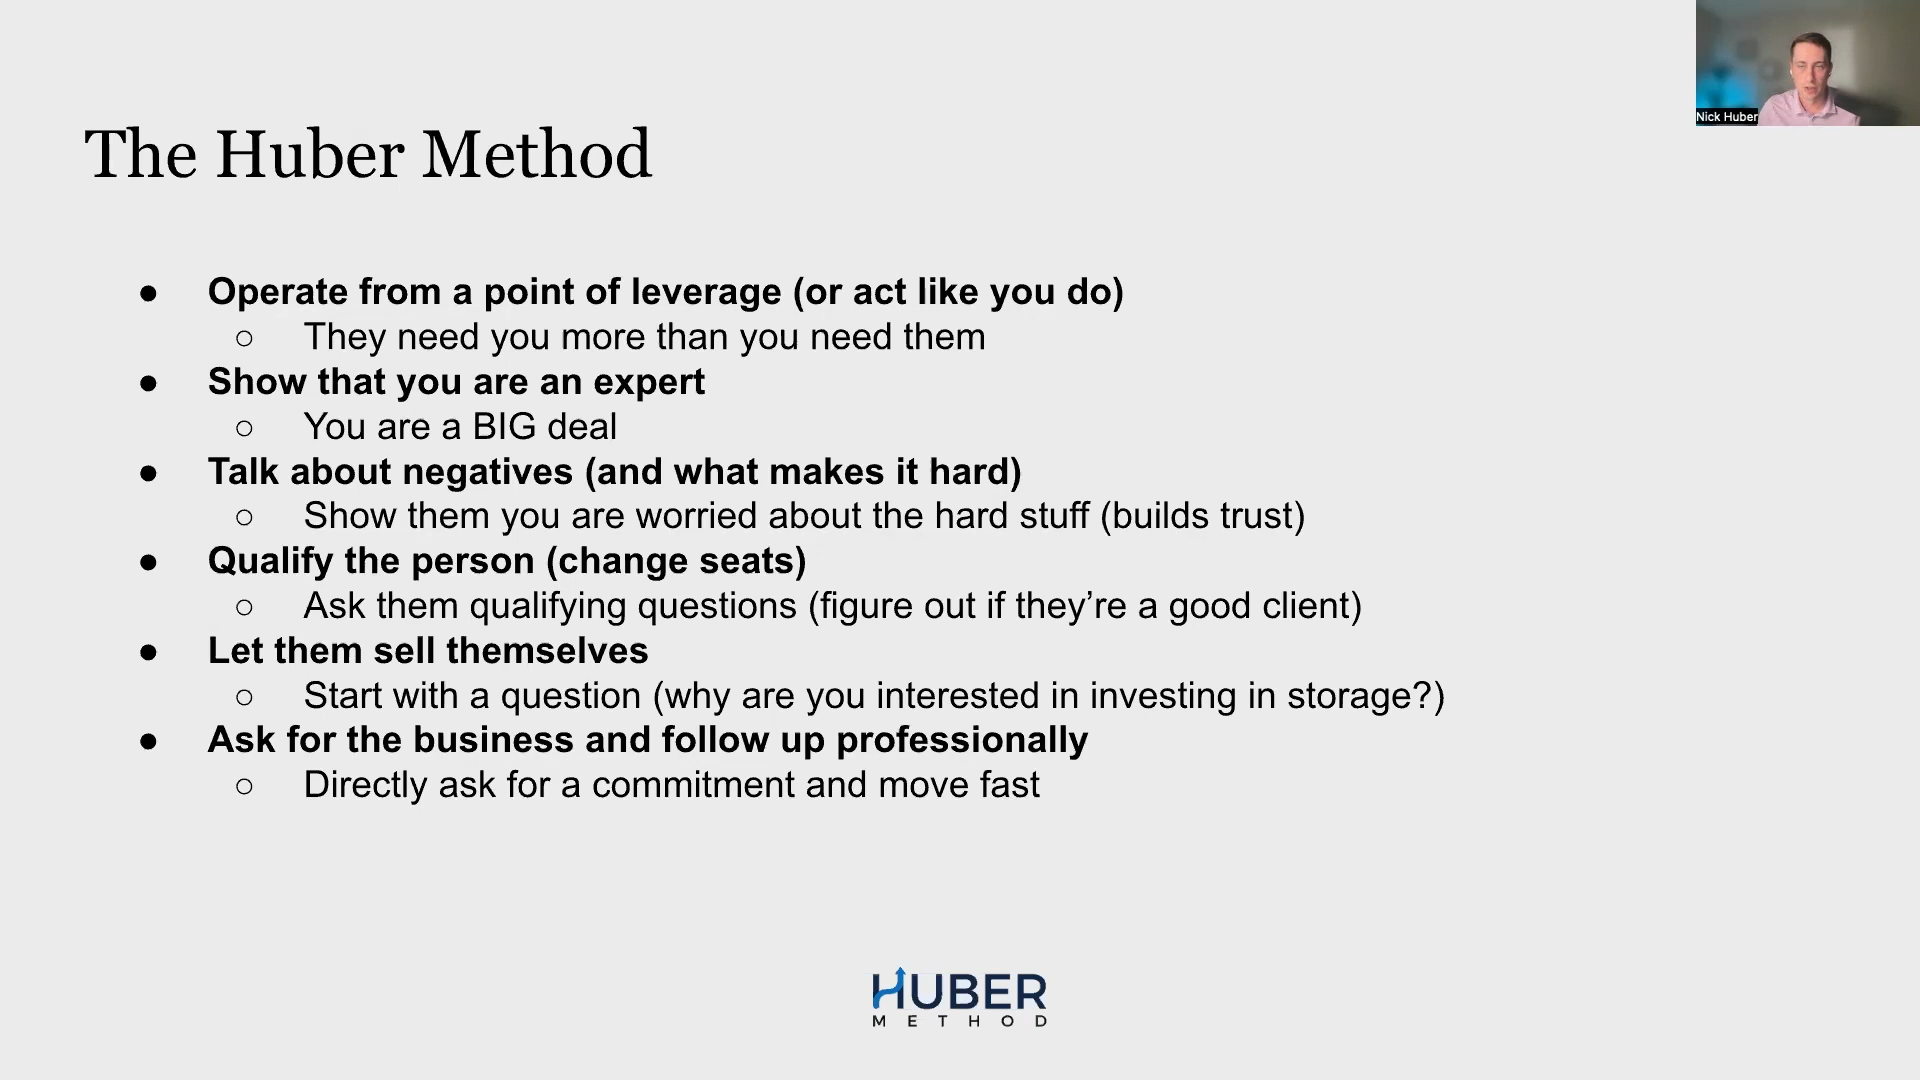 Nick Huber
The Huber Method
● Operate from a point of leverage (or act like you do)
○ They need you more than you need them
● Show that you are an expert
○ You are a BIG deal
● Talk about negatives (and what makes it hard)
○ Show them you are worried about the hard stuff (builds trust)
● Qualify the person (change seats)
○ Ask them qualifying questions (figure out if they’re a good client)
● Let them sell themselves
○ Start with a question (why are you interested in investing in storage?)
● Ask for the business and follow up professionally
○ Directly ask for a commitment and move fast
HUBER
METHOD